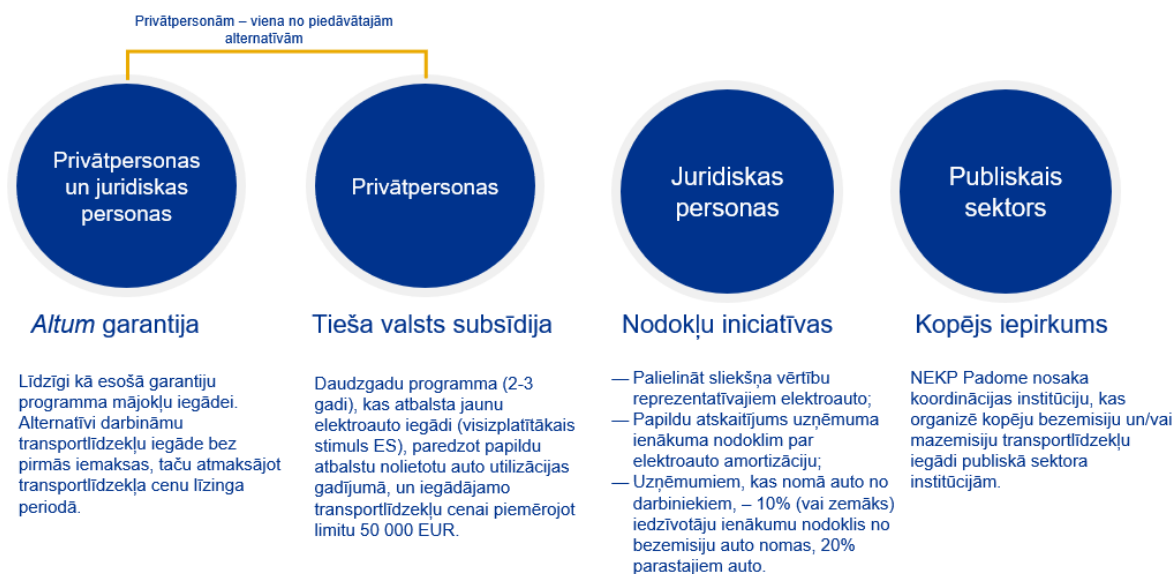 Privātpersonām – viena no piedāvātajām
alternatīvām
Privātpersonas
un juridiskas
personas
Privātpersonas
Juridiskas
personas
Publiskais
sektors
Altum garantija
Tieša valsts subsīdija
Nodokļu iniciatīvas
Kopējs iepirkums
Līdzīgi kā esošā garantiju
programma mājokļu iegādei.
Alternatīvi darbināmu
transportlīdzekļu iegāde bez
pirmās iemaksas, taču atmaksājot
transportlīdzekļa cenu līzinga
periodā.
Daudzgadu programma (2-3
gadi), kas atbalsta jaunu
elektroauto iegādi (visizplatītākais
stimuls ES), paredzot papildu
atbalstu nolietotu auto utilizācijas
gadījumā, un iegādājamo
transportlīdzekļu cenai piemērojot
limitu 50 000 EUR.
— Palielināt sliekšņa vērtību
reprezentatīvajiem elektroauto;
— Papildu atskaitījums uzņēmuma
ienākuma nodoklim par
elektroauto amortizāciju;
— Uzņēmumiem, kas nomā auto no
darbiniekiem, – 10% (vai zemāks)
iedzīvotāju ienākumu nodoklis no
bezemisiju auto nomas, 20%
parastajiem auto.
NEKP Padome nosaka
koordinācijas institūciju, kas
organizē kopēju bezemisiju un/vai
mazemisiju transportlīdzekļu
iegādi publiskā sektora
institūcijām.